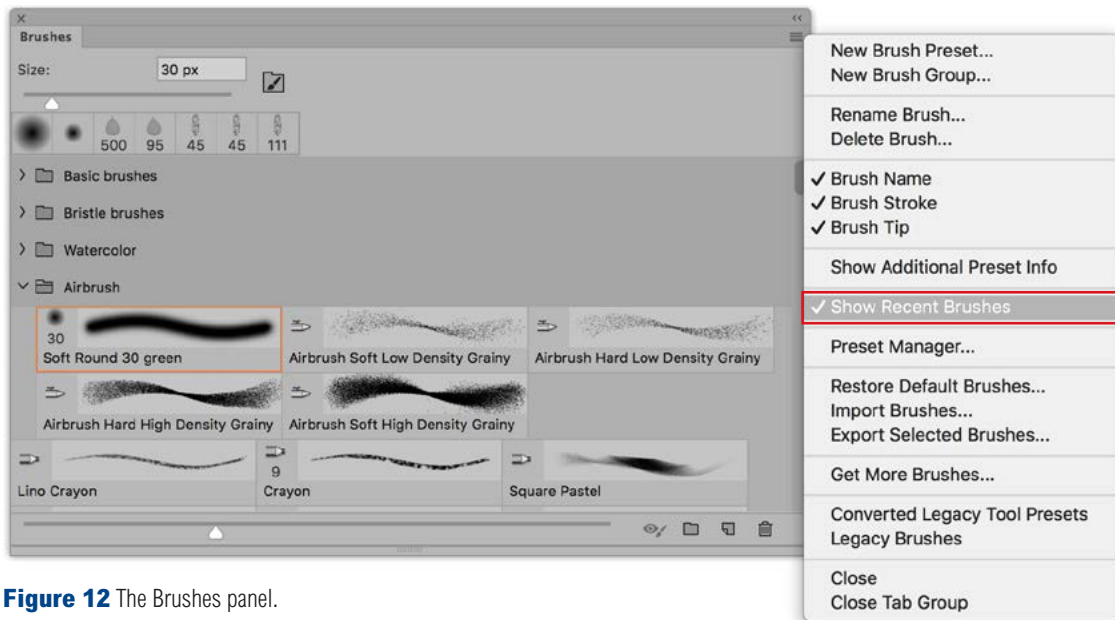 Brushes
Size:
30 px
500 95 45 45 111
Basic brushes
Bristle brushes
Watercolor
Airbrush
30
Soft Round 30 green
Airbrush Soft Low Density Grainy
Airbrush Hard Low Density Grainy
Airbrush Hard High Density Grainy
Airbrush Soft High Density Grainy
Lino Crayon
9
Crayon
Square Pastel
New Brush Preset...
New Brush Group...
Rename Brush...
Delete Brush...
Brush Name
Brush Stroke
Brush Tip
Show Additional Preset Info
Show Recent Brushes
Preset Manager...
Restore Default Brushes...
Import Brushes...
Export Selected Brushes...
Get More Brushes...
Converted Legacy Tool Presets
Legacy Brushes
Close
Close Tab Group
Figure 12 The Brushes panel.